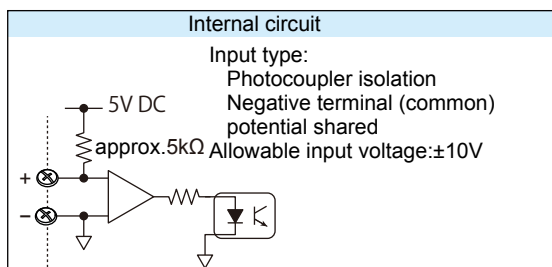 Internal circuit
Input type:
Photocoupler isolation
Negative terminal (common)
potential shared
Allowable input voltage:±10V
5V DC
approx.5kΩ
+
−